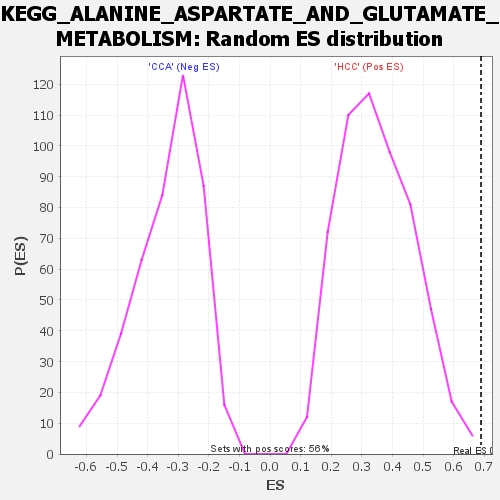 KEGG_ALANINE_ASPARTATE_AND_GLUTAMATE_
METABOLISM: Random ES distribution
'CCA' (Neg ES) 'HCC' (Pos ES)
120
110
100
90
80
70
60
50
40
30
20
10
0
P(ES)
Sets with pos scores: 56%
Real ES 0
-0.6 -0.5 -0.4 -0.3 -0.2 -0.1 0.0 0.1 0.2 0.3 0.4 0.5 0.6 0.7
ES